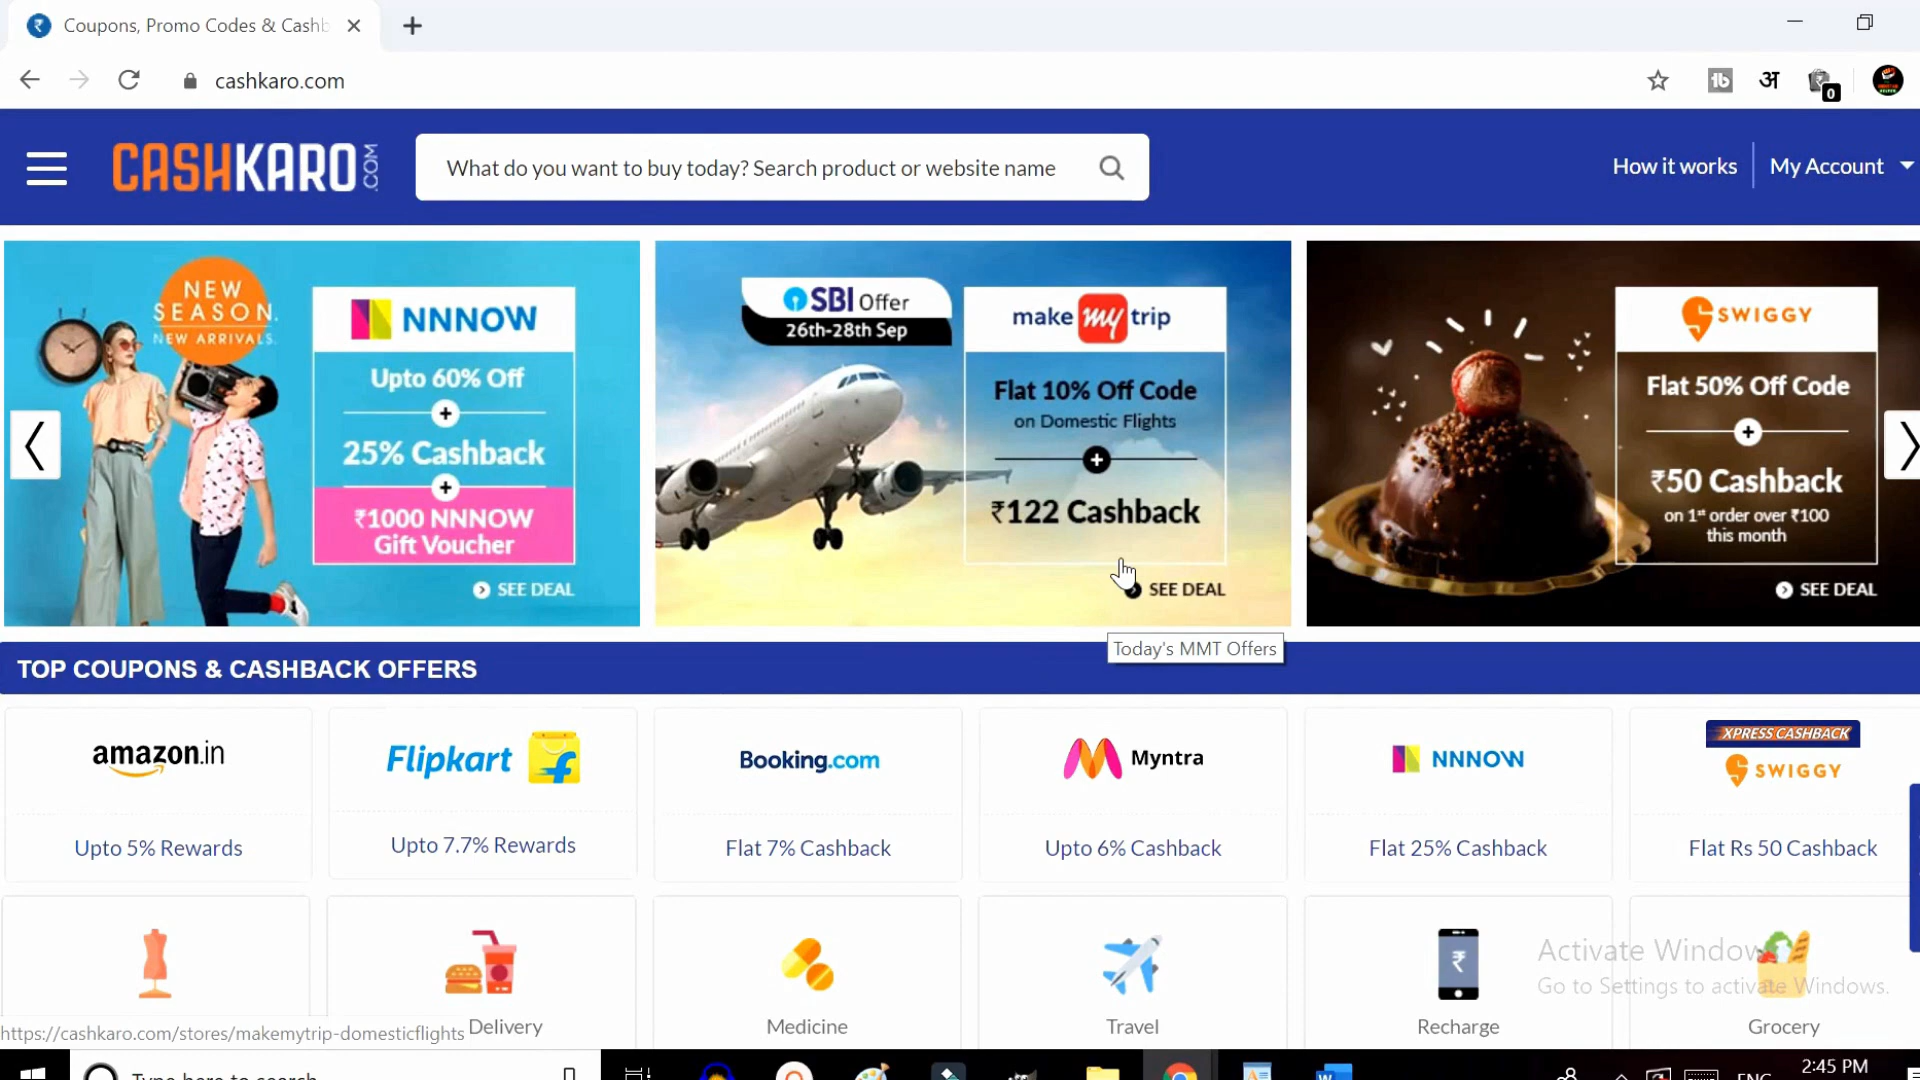 Coupons, Promo Codes & Cashb
cashkaro.com
अ
0
CASHKARO.COM
What do you want to buy today? Search product or website name
How it works
My Account
NEW
SEASON.
NEW ARRIVALS.
NNNOW
Upto 60% Off
+
25% Cashback
+
₹1000 NNNOW
Gift Voucher
SEE DEAL
SBI Offer
26th-28th Sep
make my trip
Flat 10% Off Code
on Domestic Flights
+
₹122 Cashback
SEE DEAL
Today's MMT Offers
SWIGGY
Flat 50% Off Code
+
₹50 Cashback
on 1st order over ₹100
this month
SEE DEAL
TOP COUPONS & CASHBACK OFFERS
amazon.in
Upto 5% Rewards
Flipkart
Upto 7.7% Rewards
Booking.com
Flat 7% Cashback
Myntra
Upto 6% Cashback
NNNOW
Flat 25% Cashback
XPRESS CASHBACK
SWIGGY
Flat Rs 50 Cashback
Delivery
Medicine
Travel
Recharge
Grocery
Activate Windows
Go to Settings to activate Windows.
https://cashkaro.com/stores/makemytrip-domesticflights
Type here to search
ENG
2:45 PM